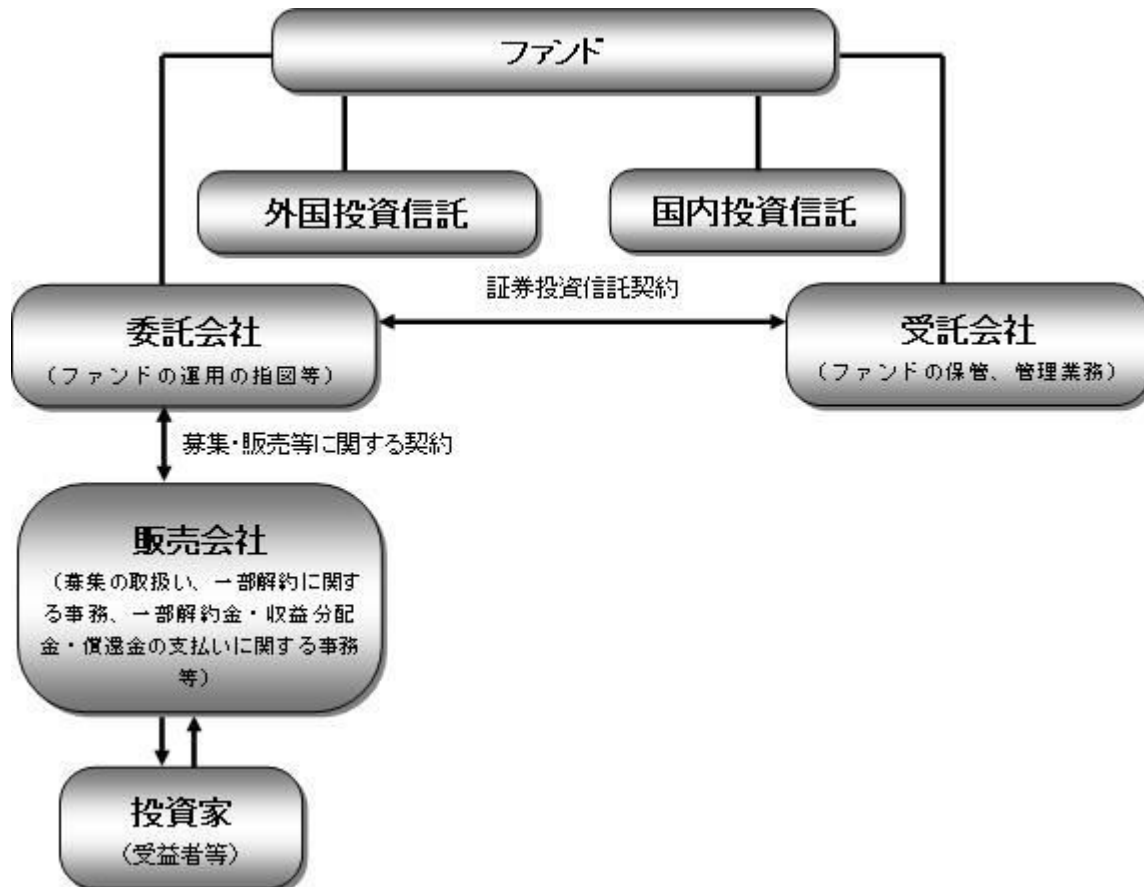 ファンド
外国投資信託
国内投資信託
証券投資信託契約
委託会社
（ファンドの運用の指図等）
受託会社
（ファンドの保管、管理業務）
募集・販売等に関する契約
販売会社
（募集の取扱い、一部解約に関す
る事務、一部解約金・収益分配
金・償還金の支払いに関する事務
等）
投資家
（受益者等）